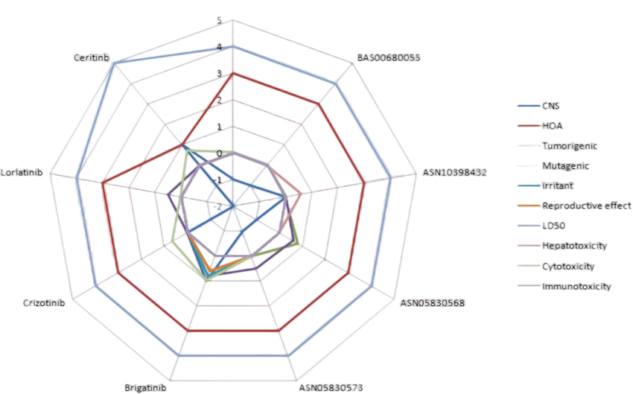 5
4
3
2
1
0
-1
-2
Ceritinb
BAS00680055
Lorlatinib
ASN10398432
Crizotinib
ASN05830568
Brigatinib
ASN05830573
CNS
HOA
Tumorigenic
Mutagenic
Irritant
Reproductive effect
LD50
Hepatotoxicity
Cytotoxicity
Immunotoxicity